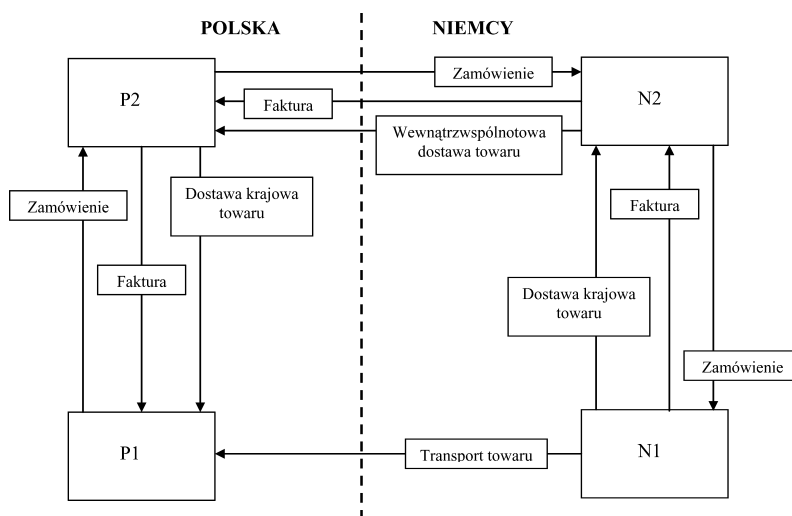 POLSKA
NIEMCY
Zamówienie
P2
N2
Faktura
Wewnątrzwspólnotowa
dostawa towaru
Zamówienie
Dostawa krajowa
towaru
Faktura
Faktura
Dostawa krajowa
towaru
Zamówienie
P1
Transport towaru
N1